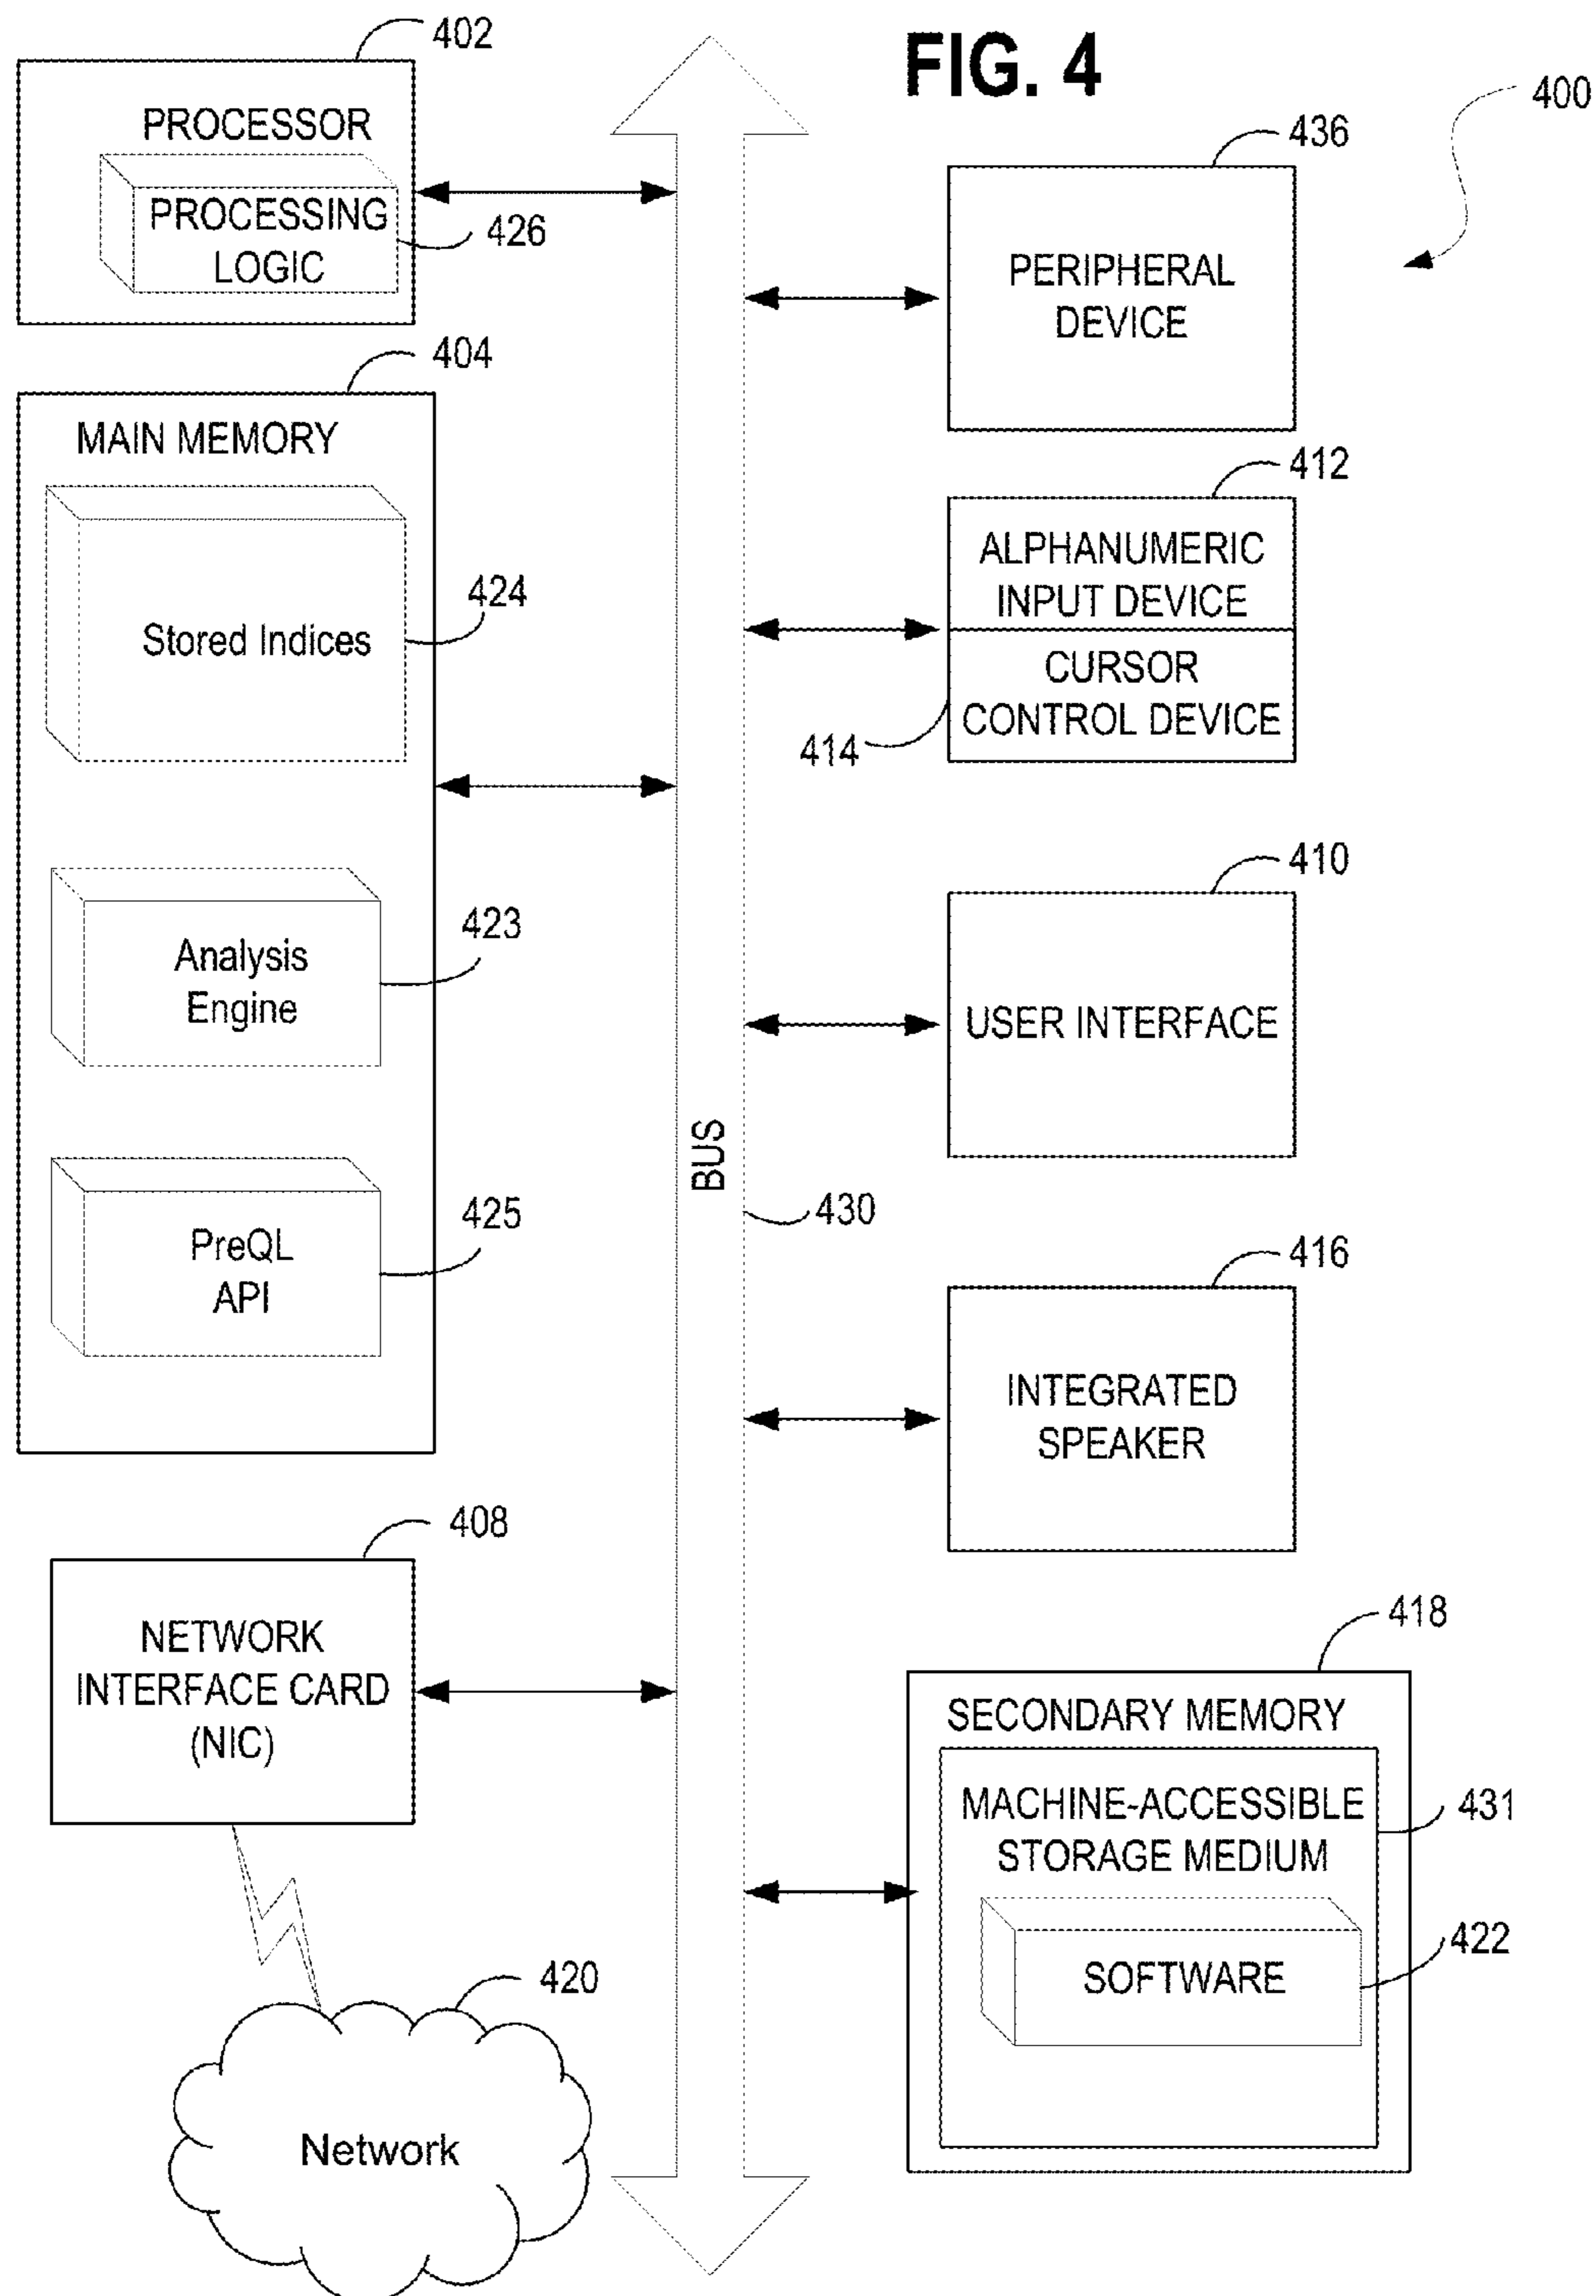 FIG. 4
400
402
PROCESSOR
PROCESSING
LOGIC
426
404
MAIN MEMORY
Stored Indices
424
Analysis
Engine
423
PreQL
API
425
408
NETWORK
INTERFACE CARD
(NIC)
420
Network
BUS
430
436
PERIPHERAL
DEVICE
412
ALPHANUMERIC
INPUT DEVICE
CURSOR
CONTROL DEVICE
414
410
USER INTERFACE
416
INTEGRATED
SPEAKER
418
SECONDARY MEMORY
MACHINE-ACCESSIBLE
STORAGE MEDIUM
431
SOFTWARE
422